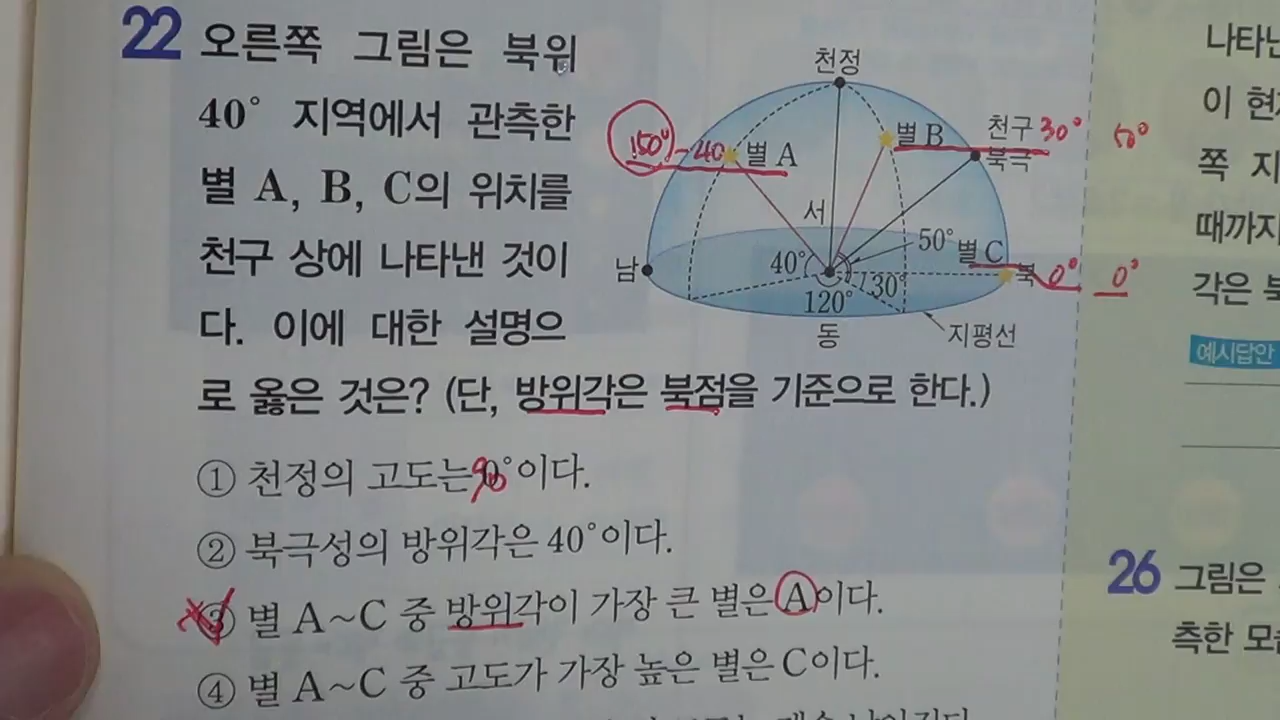 22 오른쪽 그림은 북위
40° 지역에서 관측한
별 A, B, C의 위치를
천구 상에 나타낸 것이
다. 이에 대한 설명으
로 옳은 것은? (단, 방위각은 북점을 기준으로 한다.)
천정
150° - 40 별 A
별 B
천구 30° 50°
북극
서
남
40°
50°
별 C
북 0° 0°
120°
30°
동
지평선
① 천정의 고도는 90°이다.
② 북극성의 방위각은 40°이다.
③ 별 A~C 중 방위각이 가장 큰 별은 A이다.
④ 별 A~C 중 고도가 가장 높은 별은 C이다.
나타낸
이 현
쪽 지
때까지
각은 북
예시답안
26 그림은
측한 모